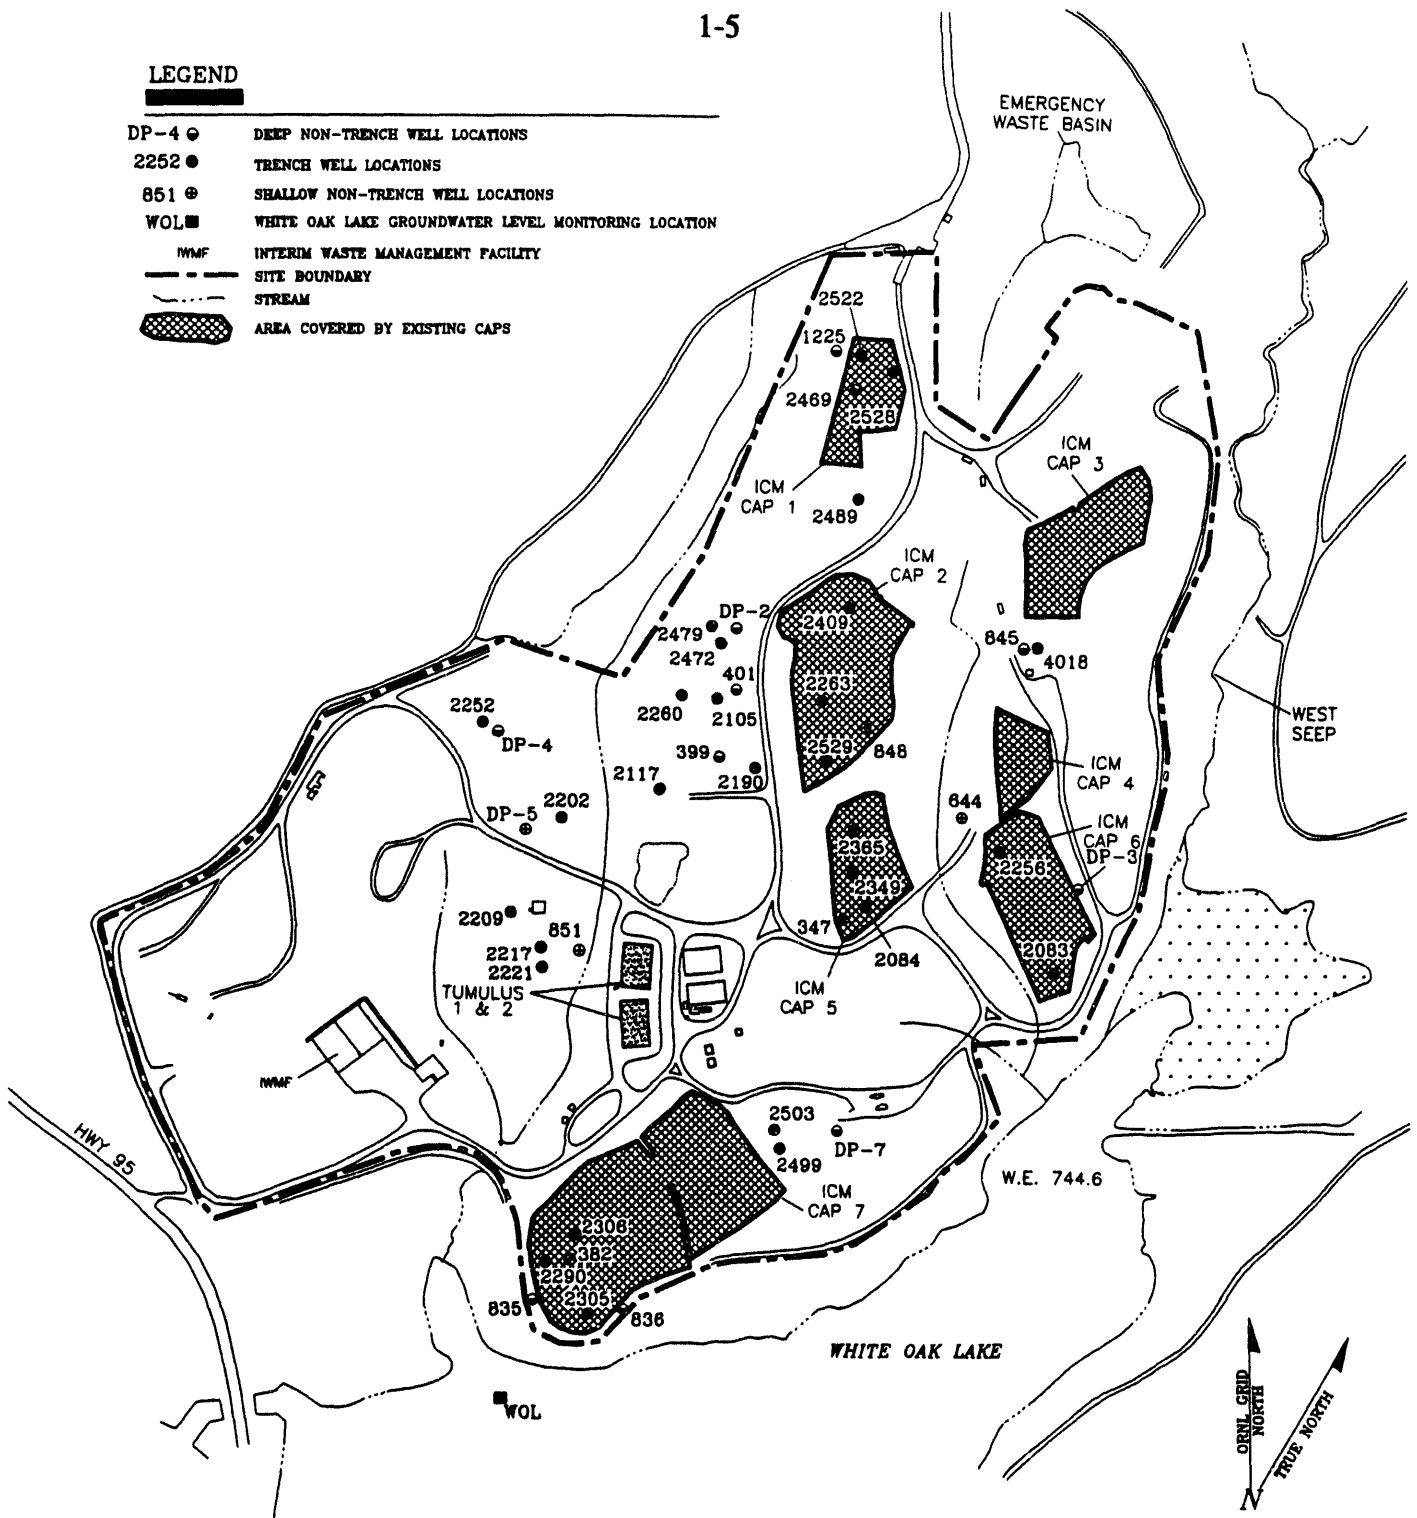 1-5
LEGEND
DP-4 DEEP NON-TRENCH WELL LOCATIONS
2252 TRENCH WELL LOCATIONS
851 SHALLOW NON-TRENCH WELL LOCATIONS
WOL WHITE OAK LAKE GROUNDWATER LEVEL MONITORING LOCATION
IWMF INTERIM WASTE MANAGEMENT FACILITY
SITE BOUNDARY
STREAM
AREA COVERED BY EXISTING CAPS
EMERGENCY
WASTE BASIN
2522
1225
2469
2528
ICM
CAP 1
2489
ICM
CAP 3
ICM
CAP 2
2409
DP-2
2479
2472
401
2260
2105
2263
845
4018
2252
DP-4
399
2190
2529
848
2117
WEST
SEEP
ICM
CAP 4
644
DP-5
2202
2365
2349
ICM
CAP 6
DP-3
2256
2209
851
2217
2221
347
2084
2083
TUMULUS
1 & 2
ICM
CAP 5
IWMF
HWY 95
2503
2499
DP-7
ICM
CAP 7
W.E. 744.6
2306
382
2290
2305
835
836
WHITE OAK LAKE
WOL
ORNL GRID
NORTH
TRUE NORTH
N